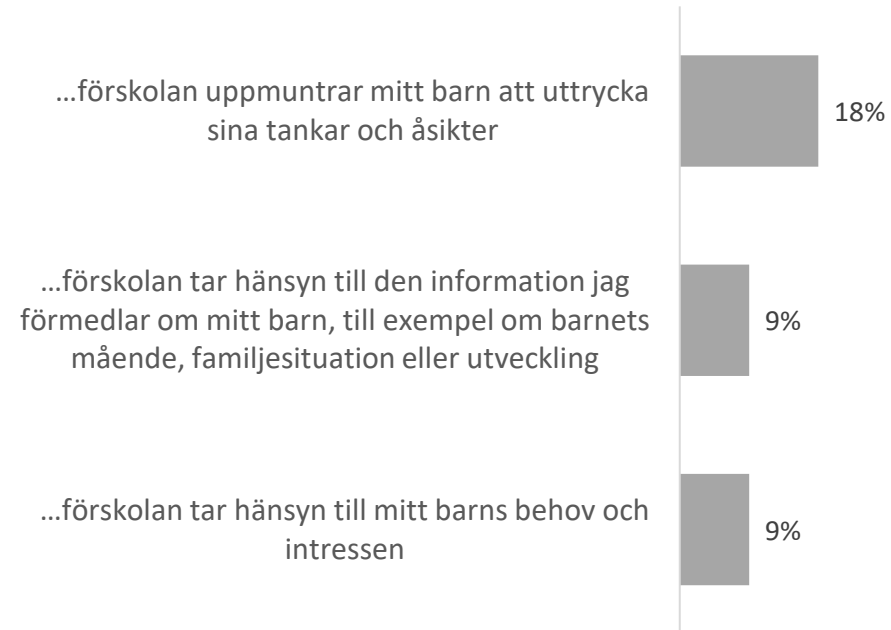 ...förskolan uppmuntrar mitt barn att uttrycka
sina tankar och åsikter
18%
...förskolan tar hänsyn till den information jag
förmedlar om mitt barn, till exempel om barnets
mående, familjesituation eller utveckling
9%
...förskolan tar hänsyn till mitt barns behov och
intressen
9%